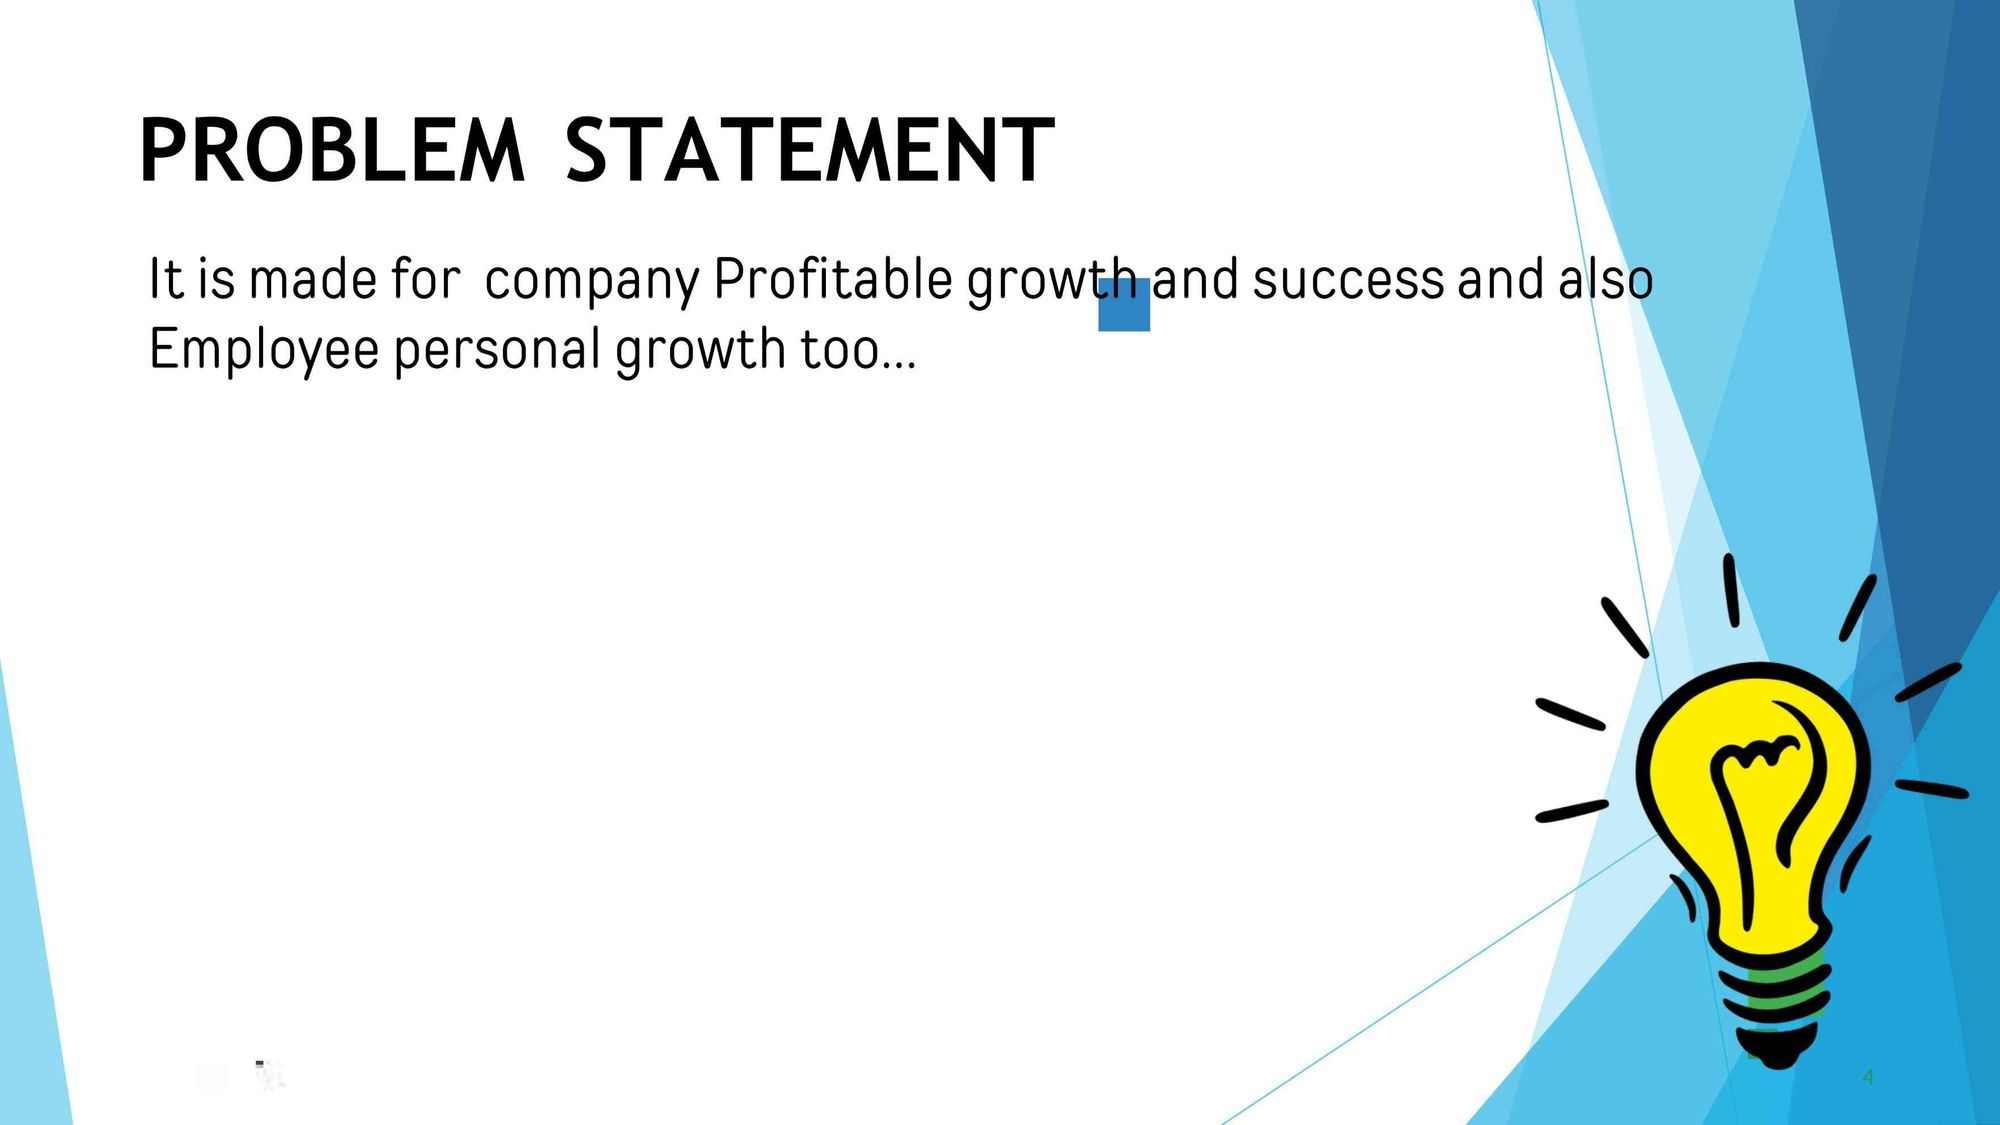 PROBLEM STATEMENT
It is made for company Profitable growth and success and also
Employee personal growth too...
4